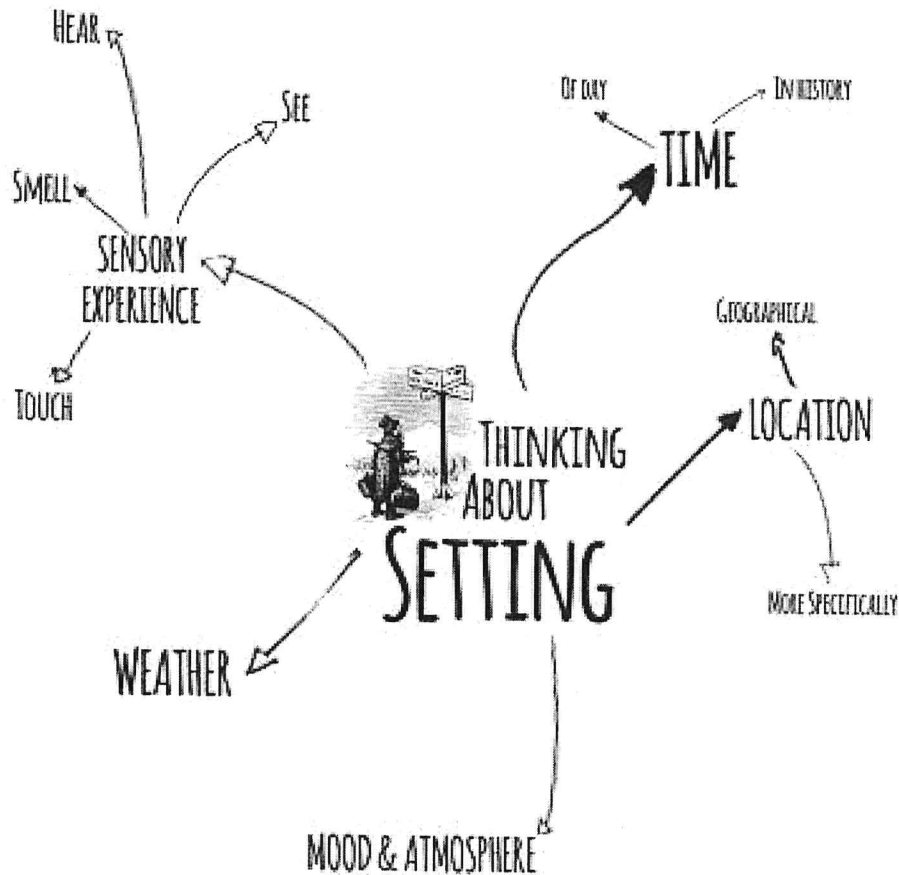 HEAR
SEE
SMELL
SENSORY
EXPERIENCE
TOUCH
OF DAY
IN HISTORY
TIME
GEOGRAPHICAL
LOCATION
MORE SPECIFICALLY
THINKING
ABOUT
SETTING
WEATHER
MOOD & ATMOSPHERE